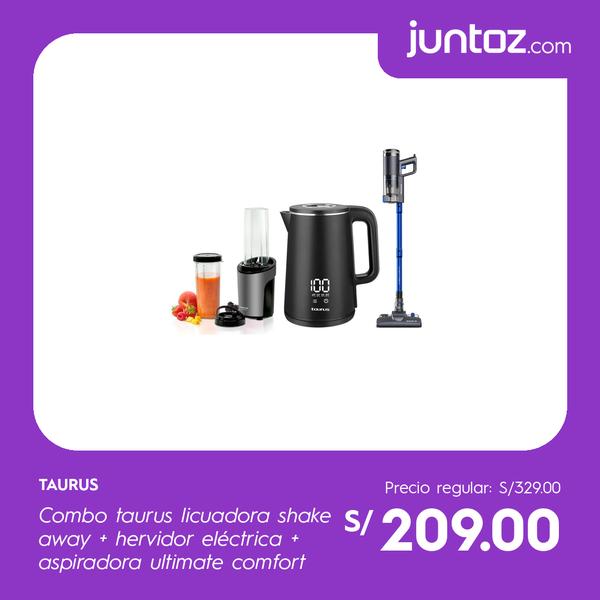 juntoz.com
100
taurus
TAURUS
Precio regular: S/329.00
Combo taurus licuadora shake
away + hervidor eléctrica +
aspiradora ultimate comfort
S/209.00